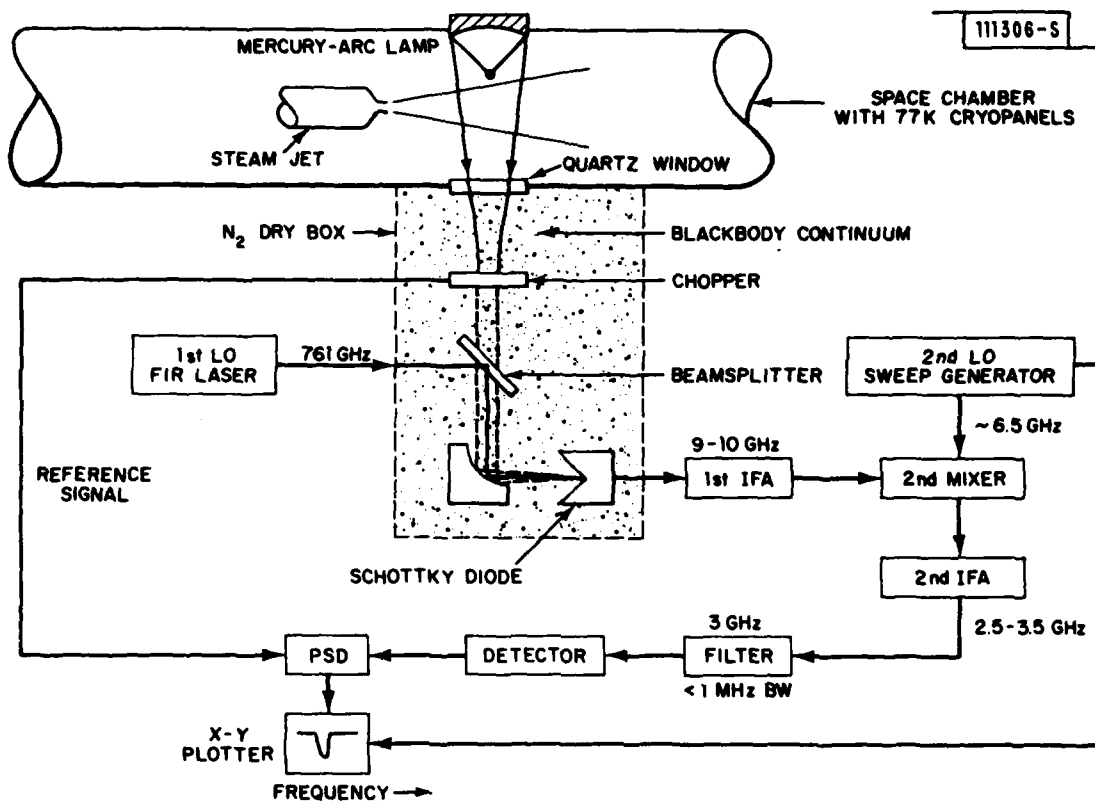 111306-S
MERCURY-ARC LAMP
SPACE CHAMBER
WITH 77K CRYOPANELS
STEAM JET
QUARTZ WINDOW
N2 DRY BOX
BLACKBODY CONTINUUM
CHOPPER
1st LO
FIR LASER
761 GHz
BEAMSPLITTER
2nd LO
SWEEP GENERATOR
~6.5 GHz
REFERENCE
SIGNAL
9-10 GHz
1st IFA
2nd MIXER
SCHOTTKY DIODE
2nd IFA
2.5-3.5 GHz
PSD
DETECTOR
3 GHz
FILTER
<1 MHz BW
X-Y
PLOTTER
FREQUENCY